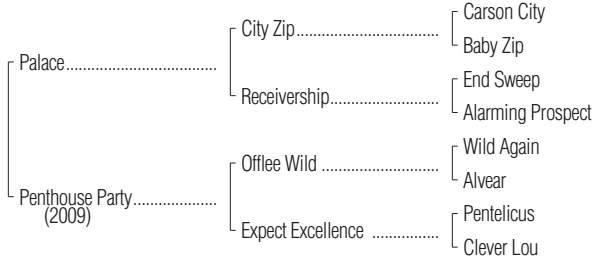 Carson City
City Zip....................................
Baby Zip
Palace......................................
End Sweep
Receivership...........................
Alarming Prospect
Wild Again
Offlee Wild .............................
Alvear
Penthouse Party.....................
(2009)
Pentelicus
Expect Excellence .................
Clever Lou